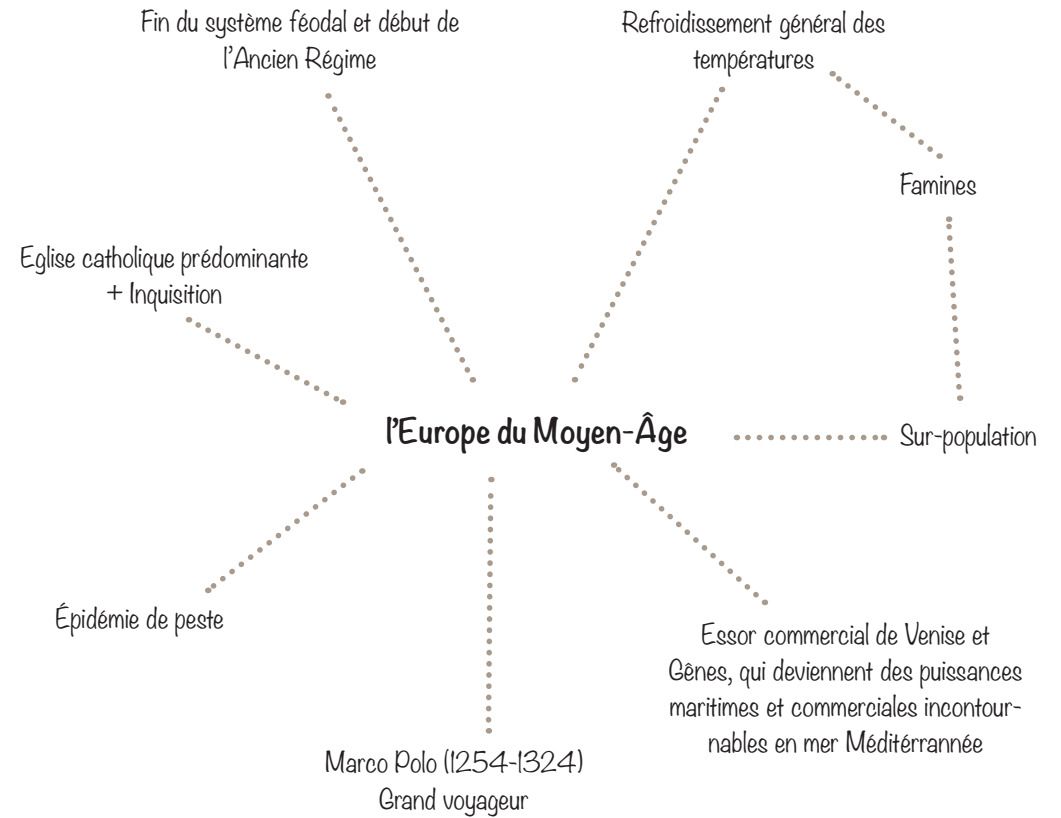 Fin du système féodal et début de
l'Ancien Régime
Refroidissement général des
températures
Famines
Eglise catholique prédominante
+ Inquisition
l'Europe du Moyen-Âge
Sur-population
Épidémie de peste
Essor commercial de Venise et
Gênes, qui deviennent des puissances
maritimes et commerciales incontour-
nables en mer Méditérrannée
Marco Polo (1254-1324)
Grand voyageur